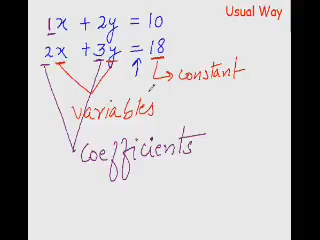 Usual Way
1x + 2y = 10
2x + 3y = 18
constant
variables
coefficients